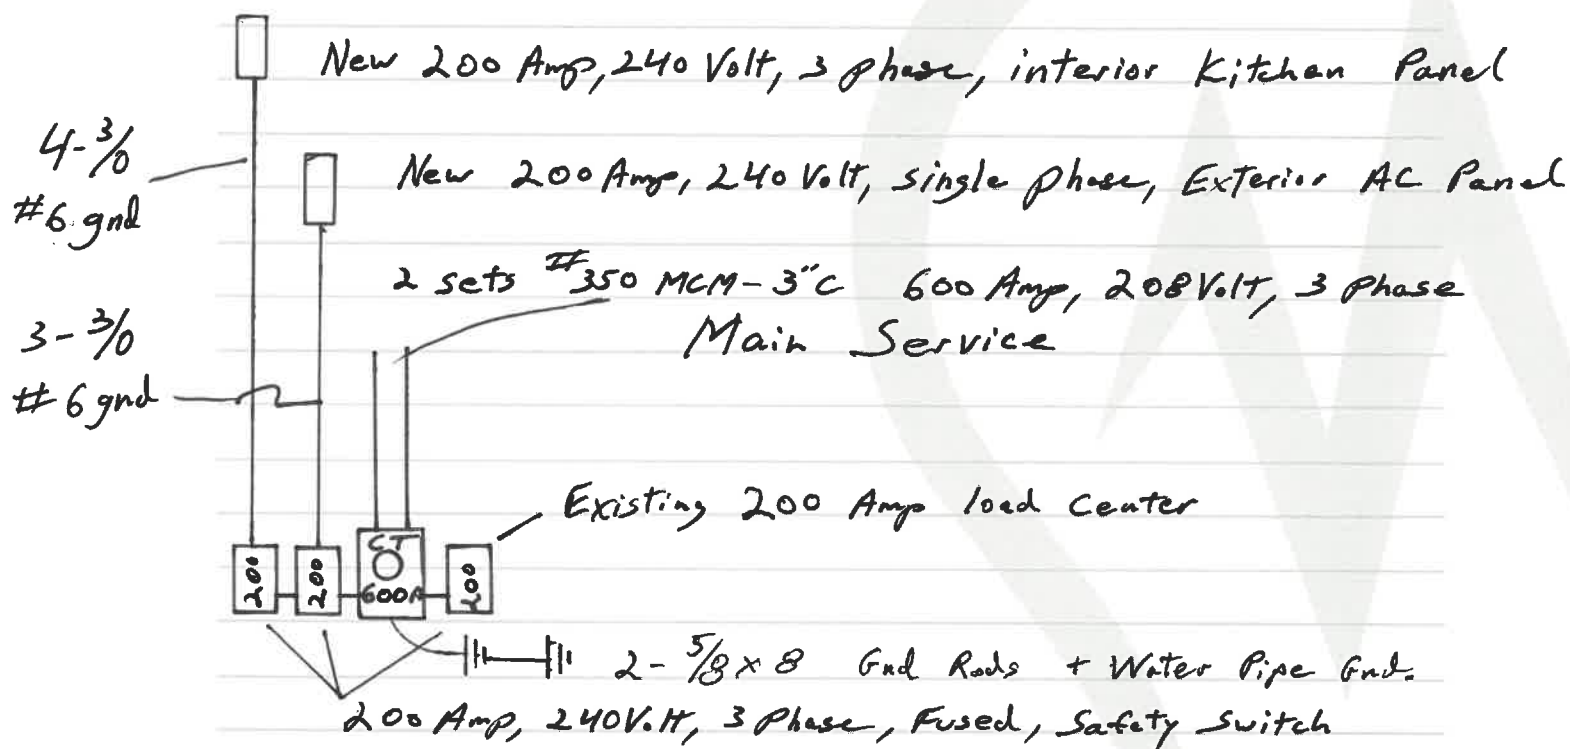 New 200 Amp, 240 Volt, 3 phase, interior Kitchen Panel
4-3/0
#6 gnd
New 200 Amp, 240 Volt, single phase, Exterior AC Panel
2 sets #350 MCM-3"C 600 Amp, 208 Volt, 3 Phase
Main Service
3-3/0
#6 gnd
Existing 200 Amp load Center
CT
200
200
600A
200
2-5/8x8 Gnd Rods + Water Pipe Gnd.
200 Amp, 240 Volt, 3 Phase, Fused, Safety Switch